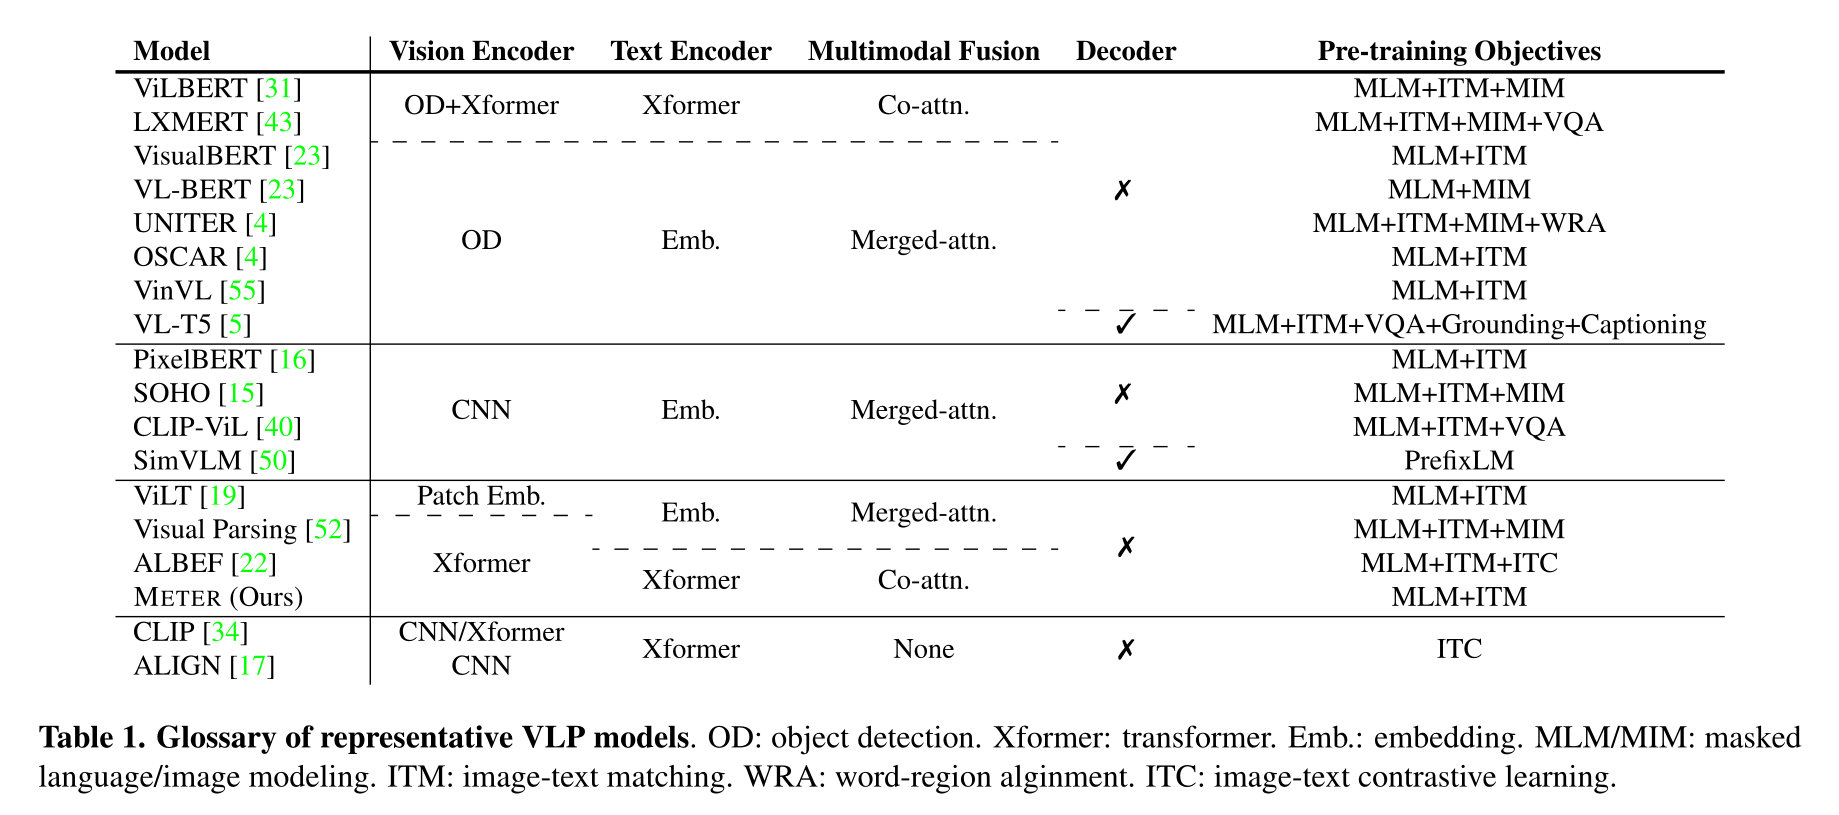 Model Vision Encoder Text Encoder Multimodal Fusion Decoder Pre-training Objectives
ViLBERT [31] OD+Xformer Xformer Co-attn. ✗ MLM+ITM+MIM
LXMERT [43] MLM+ITM+MIM+VQA
VisualBERT [23] OD Emb. Merged-attn. MLM+ITM
VL-BERT [23] MLM+MIM
UNITER [4] MLM+ITM+MIM+WRA
OSCAR [4] MLM+ITM
VinVL [55] MLM+ITM
VL-T5 [5] ✓ MLM+ITM+VQA+Grounding+Captioning
PixelBERT [16] CNN Emb. Merged-attn. ✗ MLM+ITM
SOHO [15] MLM+ITM+MIM
CLIP-ViL [40] MLM+ITM+VQA
SimVLM [50] ✓ PrefixLM
ViLT [19] Patch Emb. Emb. Merged-attn. ✗ MLM+ITM
Visual Parsing [52] Xformer MLM+ITM+MIM
ALBEF [22] Xformer Co-attn. MLM+ITM+ITC
METER (Ours) MLM+ITM
CLIP [34] CNN/Xformer Xformer None ✗ ITC
ALIGN [17] CNN
Table 1. Glossary of representative VLP models. OD: object detection. Xformer: transformer. Emb.: embedding. MLM/MIM: masked
language/image modeling. ITM: image-text matching. WRA: word-region alginment. ITC: image-text contrastive learning.